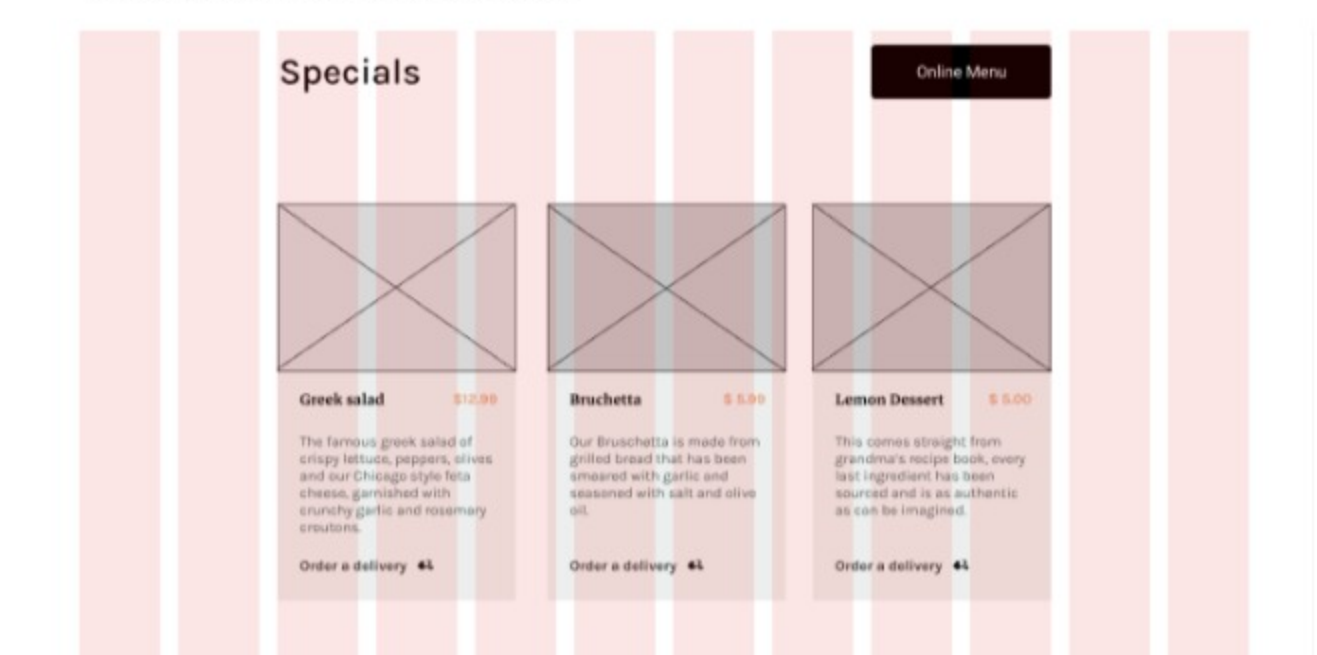 Specials
Online Menu
Greek salad $12.99
The famous greek salad of
crispy lettuce, peppers, olives
and our Chicago style feta
cheese, garnished with
crunchy garlic and rosemary
croutons.
Order a delivery
Bruchetta $ 5.99
Our Bruschetta is made from
grilled bread that has been
smeared with garlic and
seasoned with salt and olive
oil.
Order a delivery
Lemon Dessert $ 5.00
This comes straight from
grandma's recipe book, every
last ingredient has been
sourced and is as authentic
as can be imagined.
Order a delivery